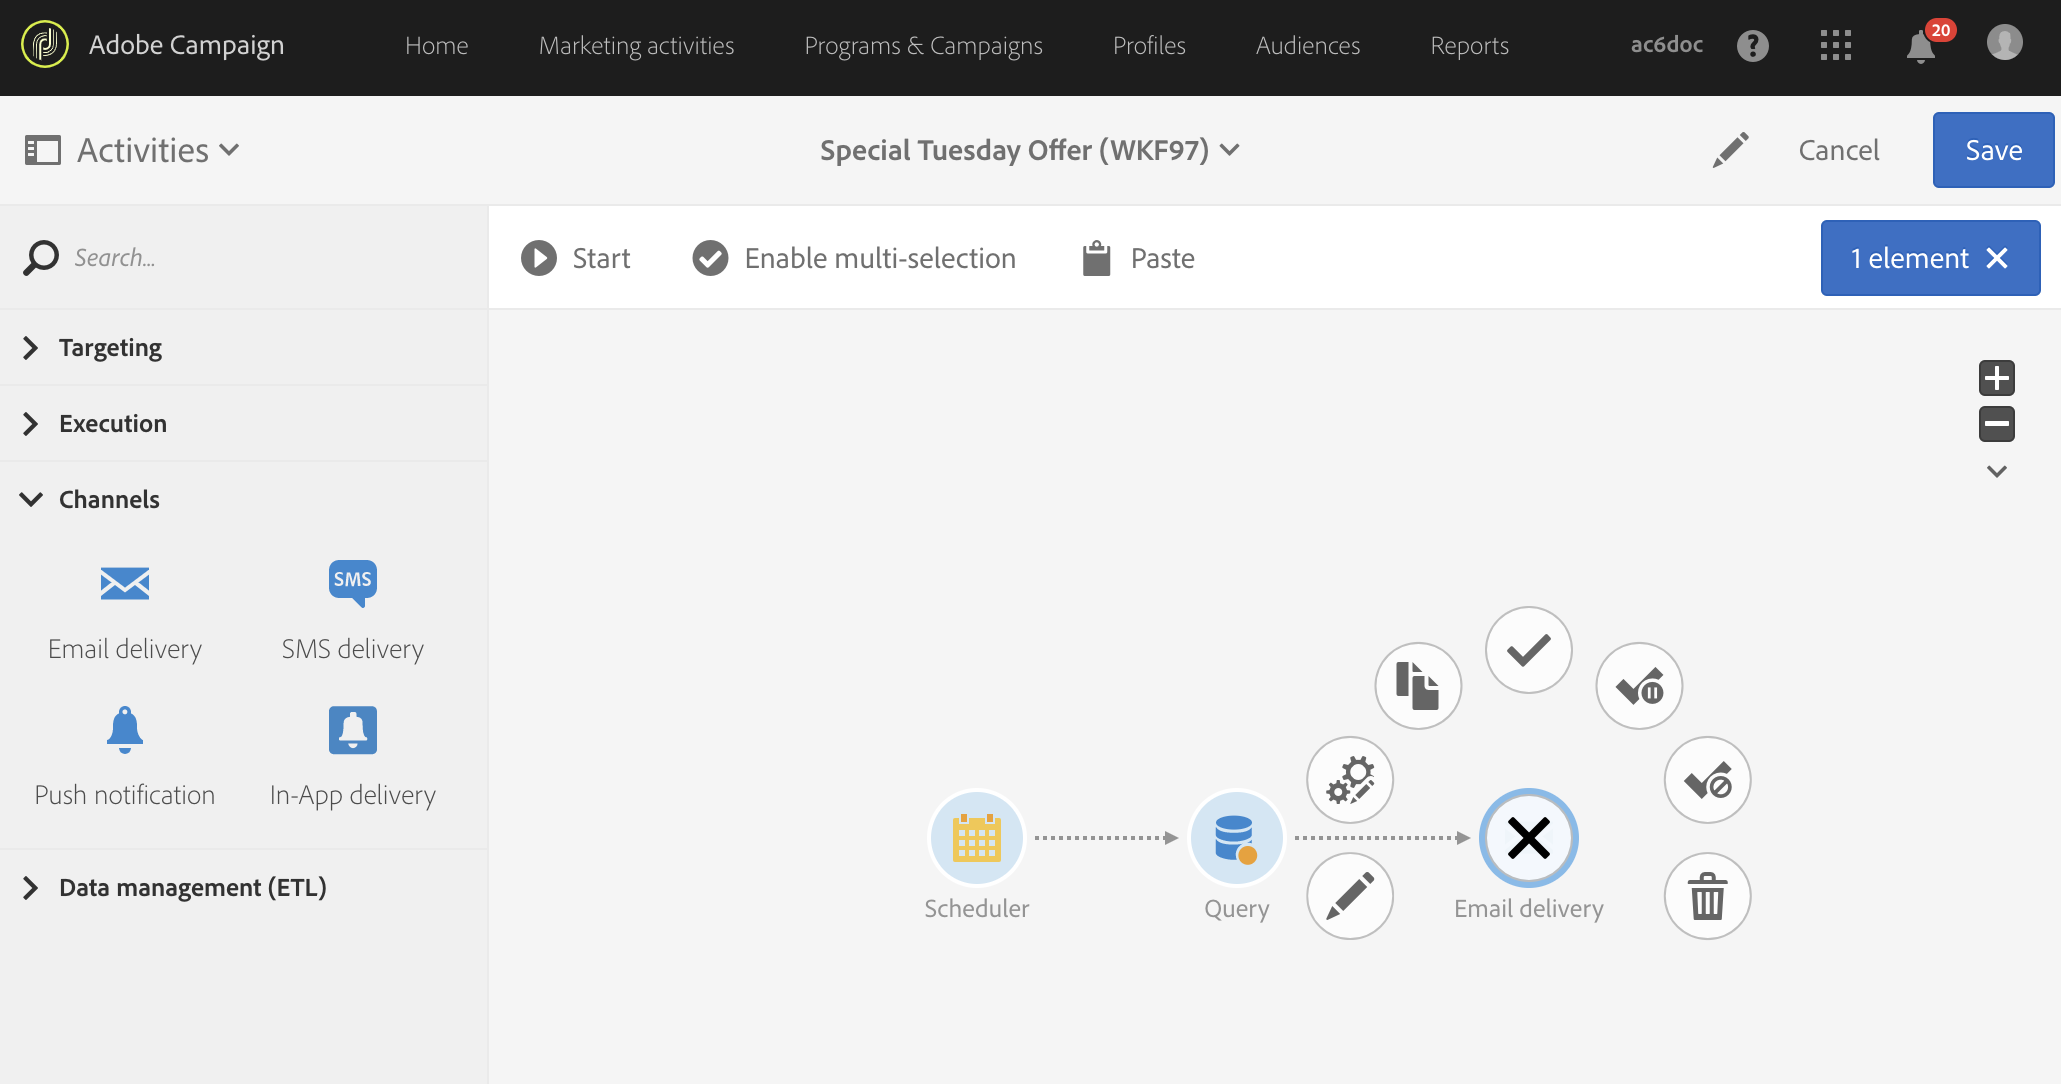 Adobe Campaign
Home
Marketing activities
Programs & Campaigns
Profiles
Audiences
Reports
ac6doc
20
Activities
Special Tuesday Offer (WKF97)
Cancel
Save
Search...
Start
Enable multi-selection
Paste
1 element
Targeting
Execution
Channels
SMS
Email delivery
SMS delivery
Push notification
In-App delivery
Data management (ETL)
Scheduler
Query
Email delivery